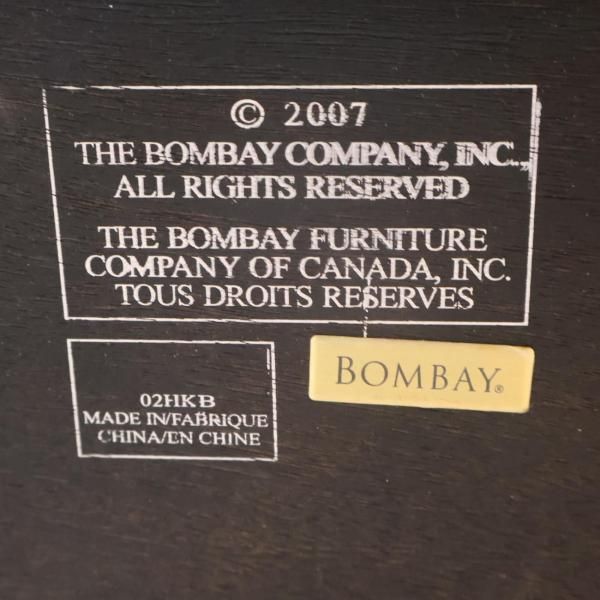 © 2007
THE BOMBAY COMPANY, INC.,
ALL RIGHTS RESERVED
THE BOMBAY FURNITURE
COMPANY OF CANADA, INC.
TOUS DROITS RESERVES
BOMBAY®
02HKB
MADE IN/FABRIQUE
CHINA/EN CHINE